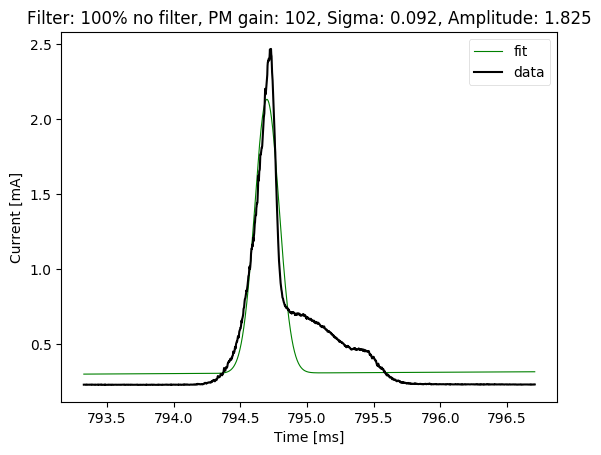 Filter: 100% no filter, PM gain: 102, Sigma: 0.092, Amplitude: 1.825
fit
data
2.5
2.0
1.5
1.0
0.5
Current [mA]
793.5 794.0 794.5 795.0 795.5 796.0 796.5
Time [ms]